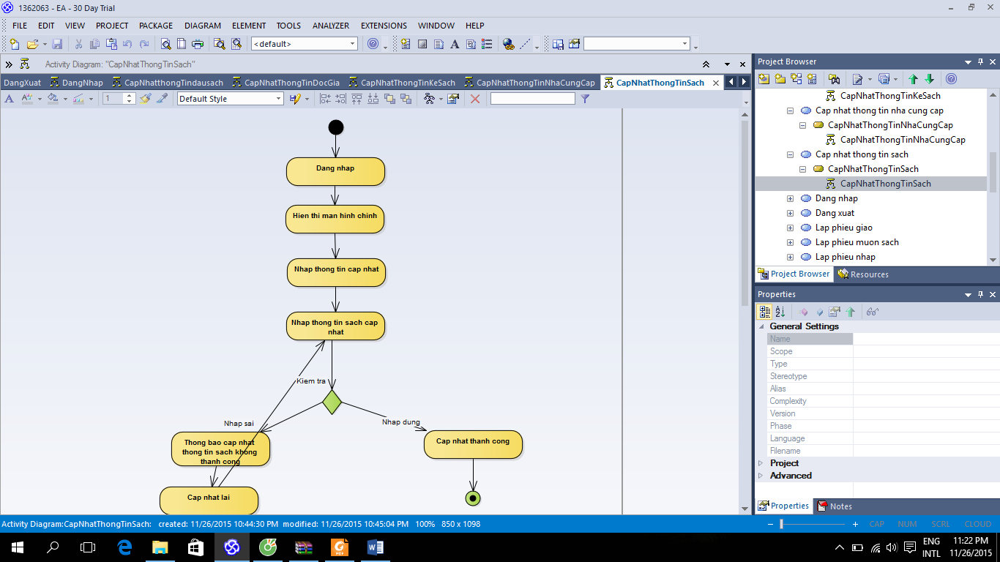 1362063 - EA - 30 Day Trial
FILE EDIT VIEW PROJECT PACKAGE DIAGRAM ELEMENT TOOLS ANALYZER EXTENSIONS WINDOW HELP
<default>
Activity Diagram: "CapNhatThongTinSach"
DangXuat DangNhap CapNhatthongTindausach CapNhatThongTinDocGia CapNhatThongTinKeSach CapNhatThongTinNhaCungCap CapNhatThongTinSach
1 Default Style
Dang nhap
Hien thi man hinh chinh
Nhap thong tin cap nhat
Nhap thong tin sach cap
nhat
Kiem tra
Nhap sai
Nhap dung
Thong bao cap nhat
thong tin sach khong
thanh cong
Cap nhat thanh cong
Cap nhat lai
Project Browser
CapNhatThongTinKeSach
Cap nhat thong tin nha cung cap
CapNhatThongTinNhaCungCap
CapNhatThongTinNhaCungCap
Cap nhat thong tin sach
CapNhatThongTinSach
CapNhatThongTinSach
Dang nhap
Dang xuat
Lap phieu giao
Lap phieu muon sach
Lap phieu nhap
Project Browser Resources
Properties
General Settings
Name
Scope
Type
Stereotype
Alias
Complexity
Version
Phase
Language
Filename
Project
Advanced
Properties Notes
Activity Diagram:CapNhatThongTinSach: created: 11/26/2015 10:44:30 PM modified: 11/26/2015 10:45:04 PM 100% 850 x 1098
CAP NUM SCRL CLOUD
ENG
INTL
11:22 PM
11/26/2015